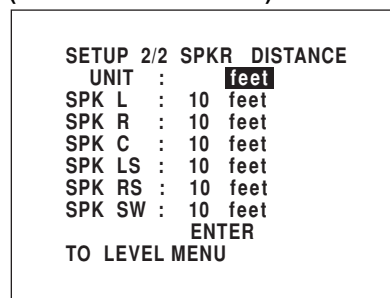 SETUP 2/2 SPKR DISTANCE
UNIT : feet
SPK L : 10 feet
SPK R : 10 feet
SPK C : 10 feet
SPK LS : 10 feet
SPK RS : 10 feet
SPK SW : 10 feet
ENTER
TO LEVEL MENU